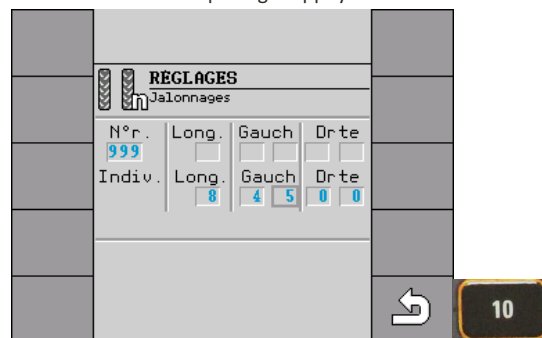 RÉGLAGES
n Jalonnages
N°r. Long. Gauch Drte
999
Indiv. Long. Gauch Drte
8 4 5 0 0
10